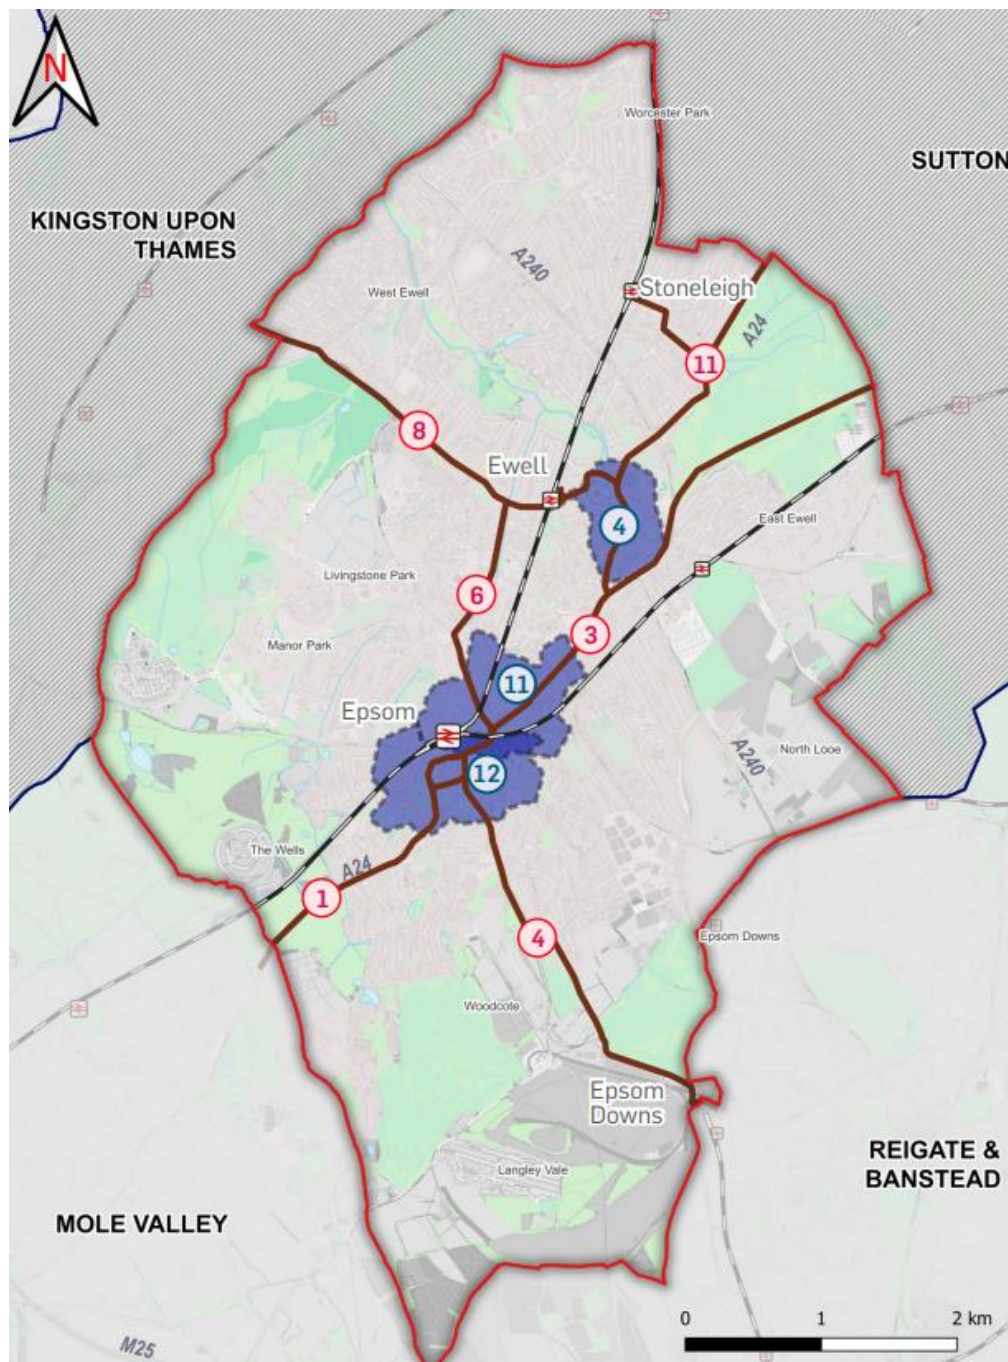 N
Worcester Park
SUTTON
KINGSTON UPON
THAMES
A240
West Ewell
Stoneleigh
A24
11
8
Ewell
4
East Ewell
Livingstone Park
6
3
Manor Park
11
Epsom
A240
North Looe
12
The Wells
A24
1
4
Epsom Downs
Woodcote
Epsom
Downs
Langley Vale
REIGATE &
BANSTEAD
MOLE VALLEY
0 1 2 km
M25